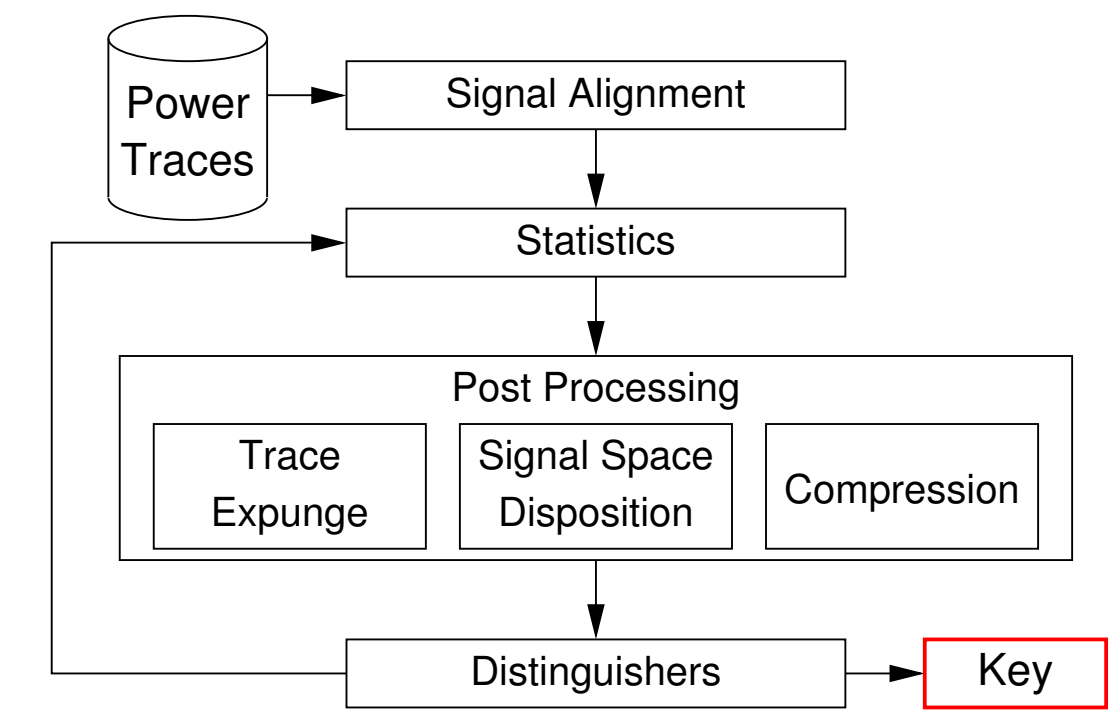 Power
Traces
Signal Alignment
Statistics
Post Processing
Trace
Expunge
Signal Space
Disposition
Compression
Distinguishers
Key